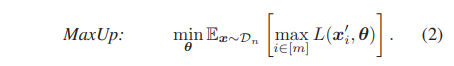 MaxUp: min_θ 𝔼_{x∼𝒟_n} [ max_{i∈[m]} L(x′_i, θ) ] . (2)